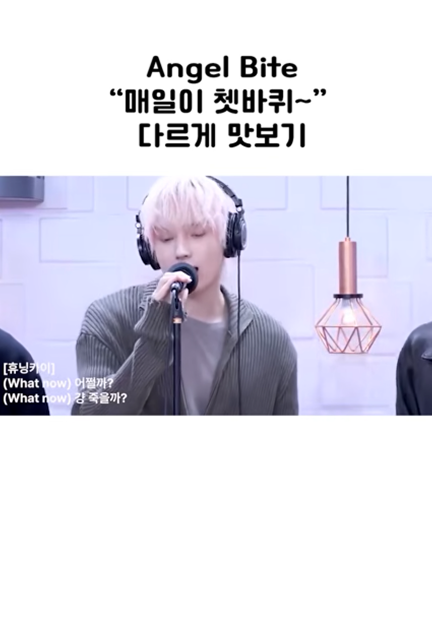 Angel Bite
“매일이 쳇바퀴~”
다르게 맛보기
[휴닝카이]
(What now) 어쩔까?
(What now) 걍 죽을까?